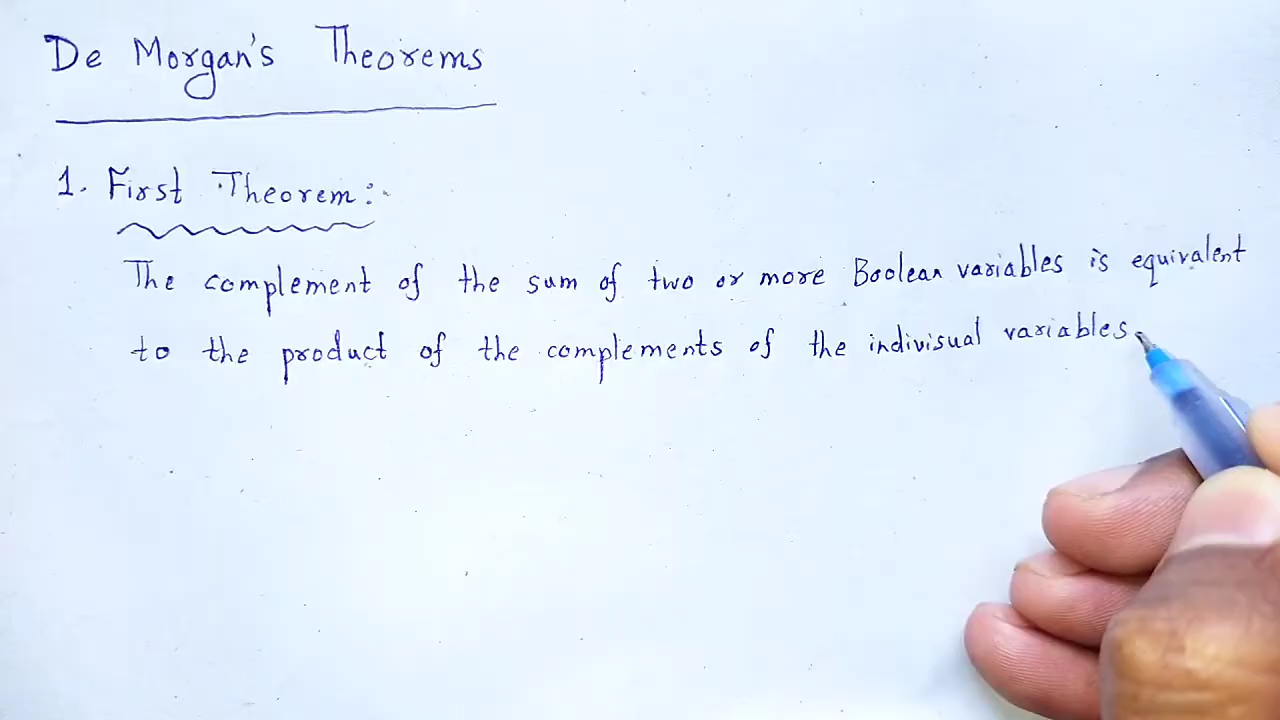 De Morgan's Theorems
1. First Theorem:-
The complement of the sum of two or more Boolean variables is equivalent
to the product of the complements of the indivisual variables.